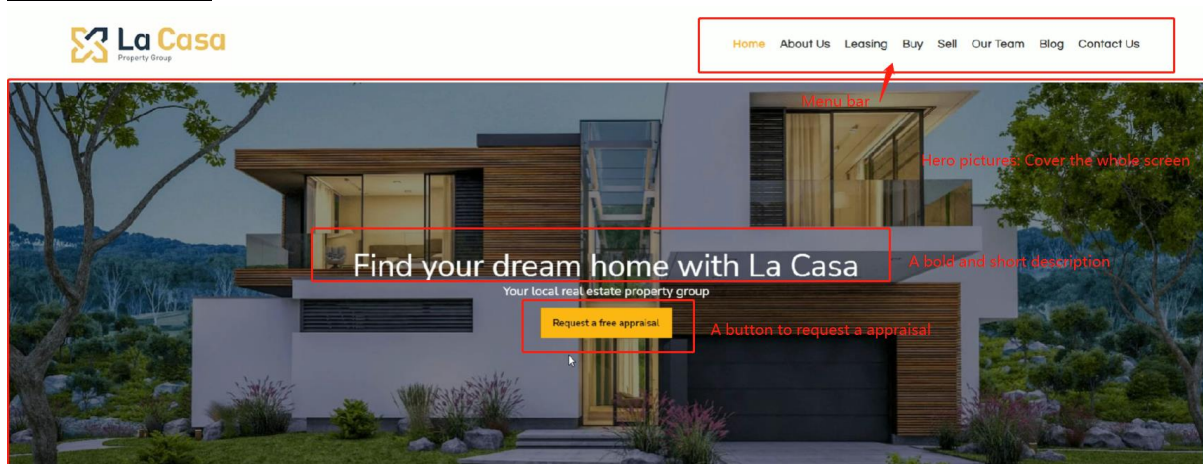 La Casa
Property Group
Home About Us Leasing Buy Sell Our Team Blog Contact Us
Menu bar
Hero pictures: Cover the whole screen
Find your dream home with La Casa
A bold and short description
Your local real estate property group
Request a free appraisal
A button to request a appraisal